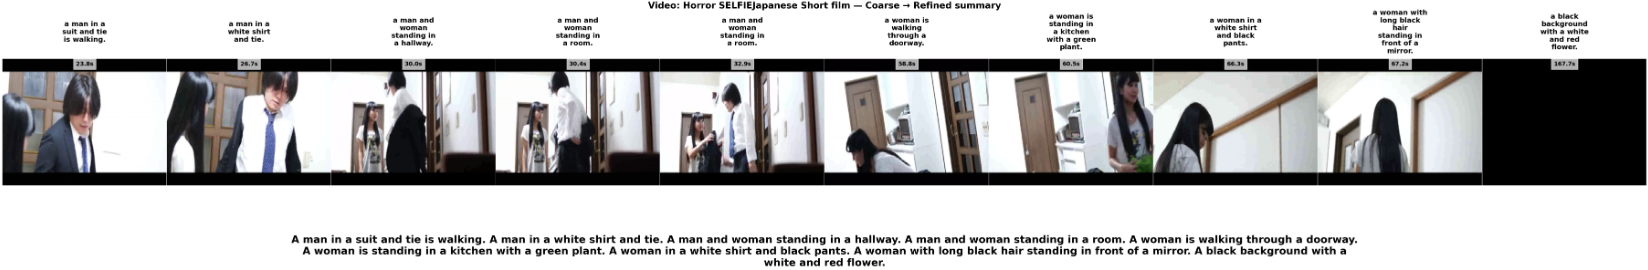 Video: Horror SELFIEJapanese Short film — Coarse → Refined summary
a man in a
suit and tie
is walking.
a man in a
white shirt
and tie.
a man and
woman
standing in
a hallway.
a man and
woman
standing in
a room.
a man and
woman
standing in
a room.
a woman is
walking
through a
doorway.
a woman is
standing in
a kitchen
with a green
plant.
a woman in a
white shirt
and black
pants.
a woman with
long black
hair
standing in
front of a
mirror.
a black
background
with a white
and red
flower.
23.8s
26.7s
30.0s
30.4s
32.9s
58.8s
60.5s
66.3s
67.2s
167.7s
A man in a suit and tie is walking. A man in a white shirt and tie. A man and woman standing in a hallway. A man and woman standing in a room. A woman is walking through a doorway.
A woman is standing in a kitchen with a green plant. A woman in a white shirt and black pants. A woman with long black hair standing in front of a mirror. A black background with a
white and red flower.